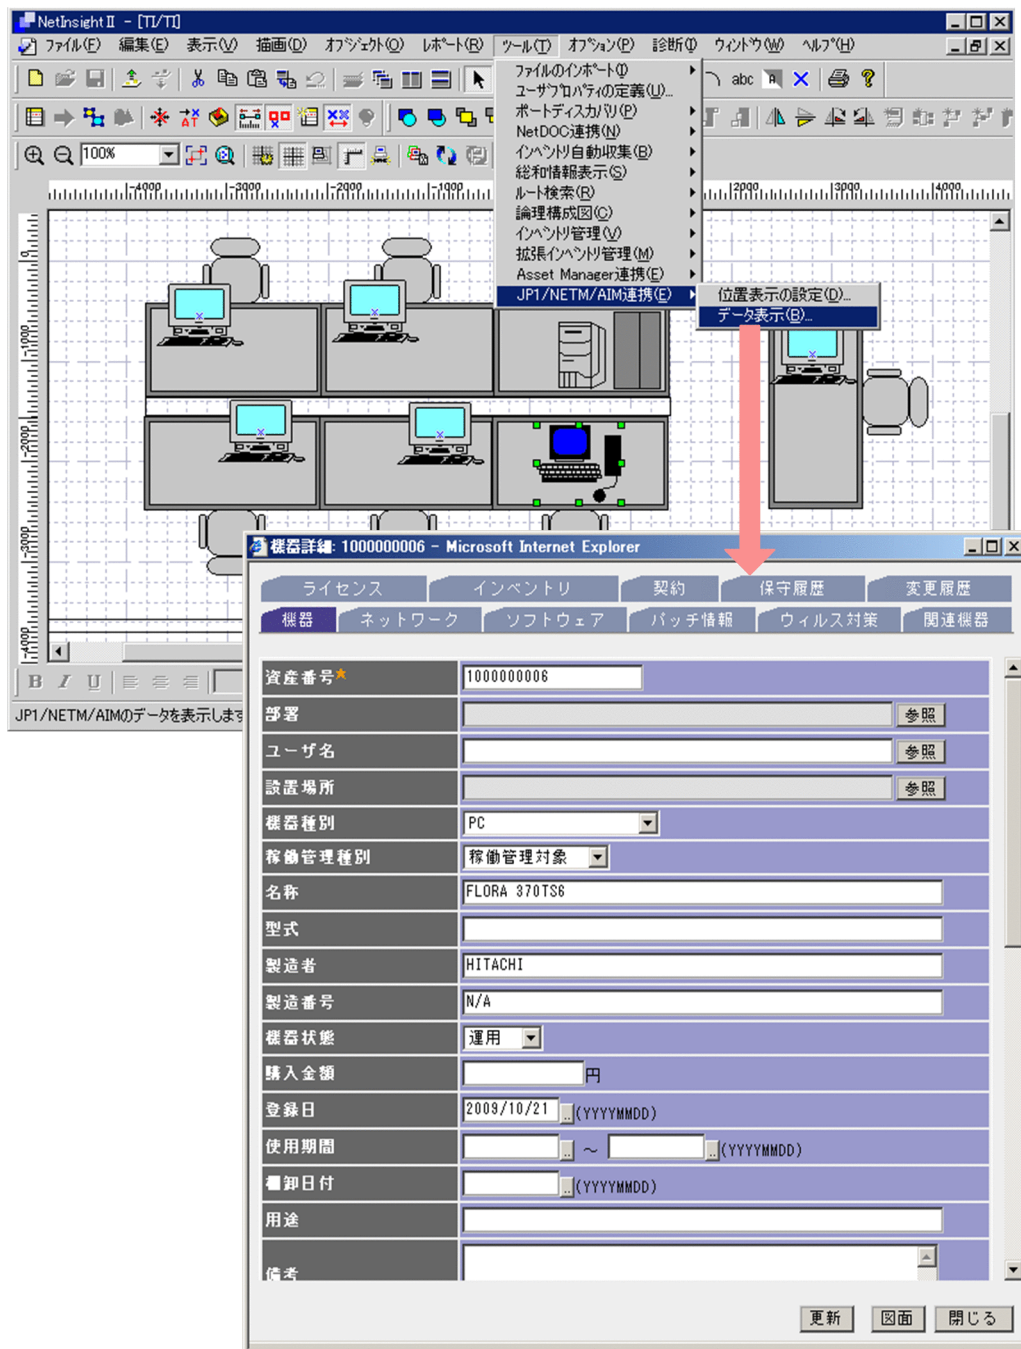 NetInsight II - [TI/TI]
ファイル(F) 編集(E) 表示(V) 描画(D) オブジェクト(O) レポート(R) ツール(T) オプション(P) 診断(I) ウィンドウ(W) ヘルプ(H)
ファイルのインポート(I)
ユーザプロパティの定義(U)...
ポートディスカバリ(P)
NetDOC連携(N)
インベントリ自動収集(B)
総和情報表示(S)
ルート検索(R)
論理構成図(C)
インベントリ管理(V)
拡張インベントリ管理(M)
Asset Manager連携(E)
JP1/NETM/AIM連携(E)
位置表示の設定(D)...
データ表示(B)...
abc
100%
-4000 -3000 -2000 -1000 2000 3000 4000
0
-1000
-2000
-3000
-4000
B I U
JP1/NETM/AIMのデータを表示します
機器詳細: 1000000006 - Microsoft Internet Explorer
ライセンス インベントリ 契約 保守履歴 変更履歴
機器 ネットワーク ソフトウェア パッチ情報 ウィルス対策 関連機器
資産番号★ 1000000006
部署 参照
ユーザ名 参照
設置場所 参照
機器種別 PC
稼働管理種別 稼働管理対象
名称 FLORA 370TS6
型式
製造者 HITACHI
製造番号 N/A
機器状態 運用
購入金額 円
登録日 2009/10/21 ..(YYYYMMDD)
使用期間 .. ～ ..(YYYYMMDD)
棚卸日付 ..(YYYYMMDD)
用途
備考
更新 図面 閉じる